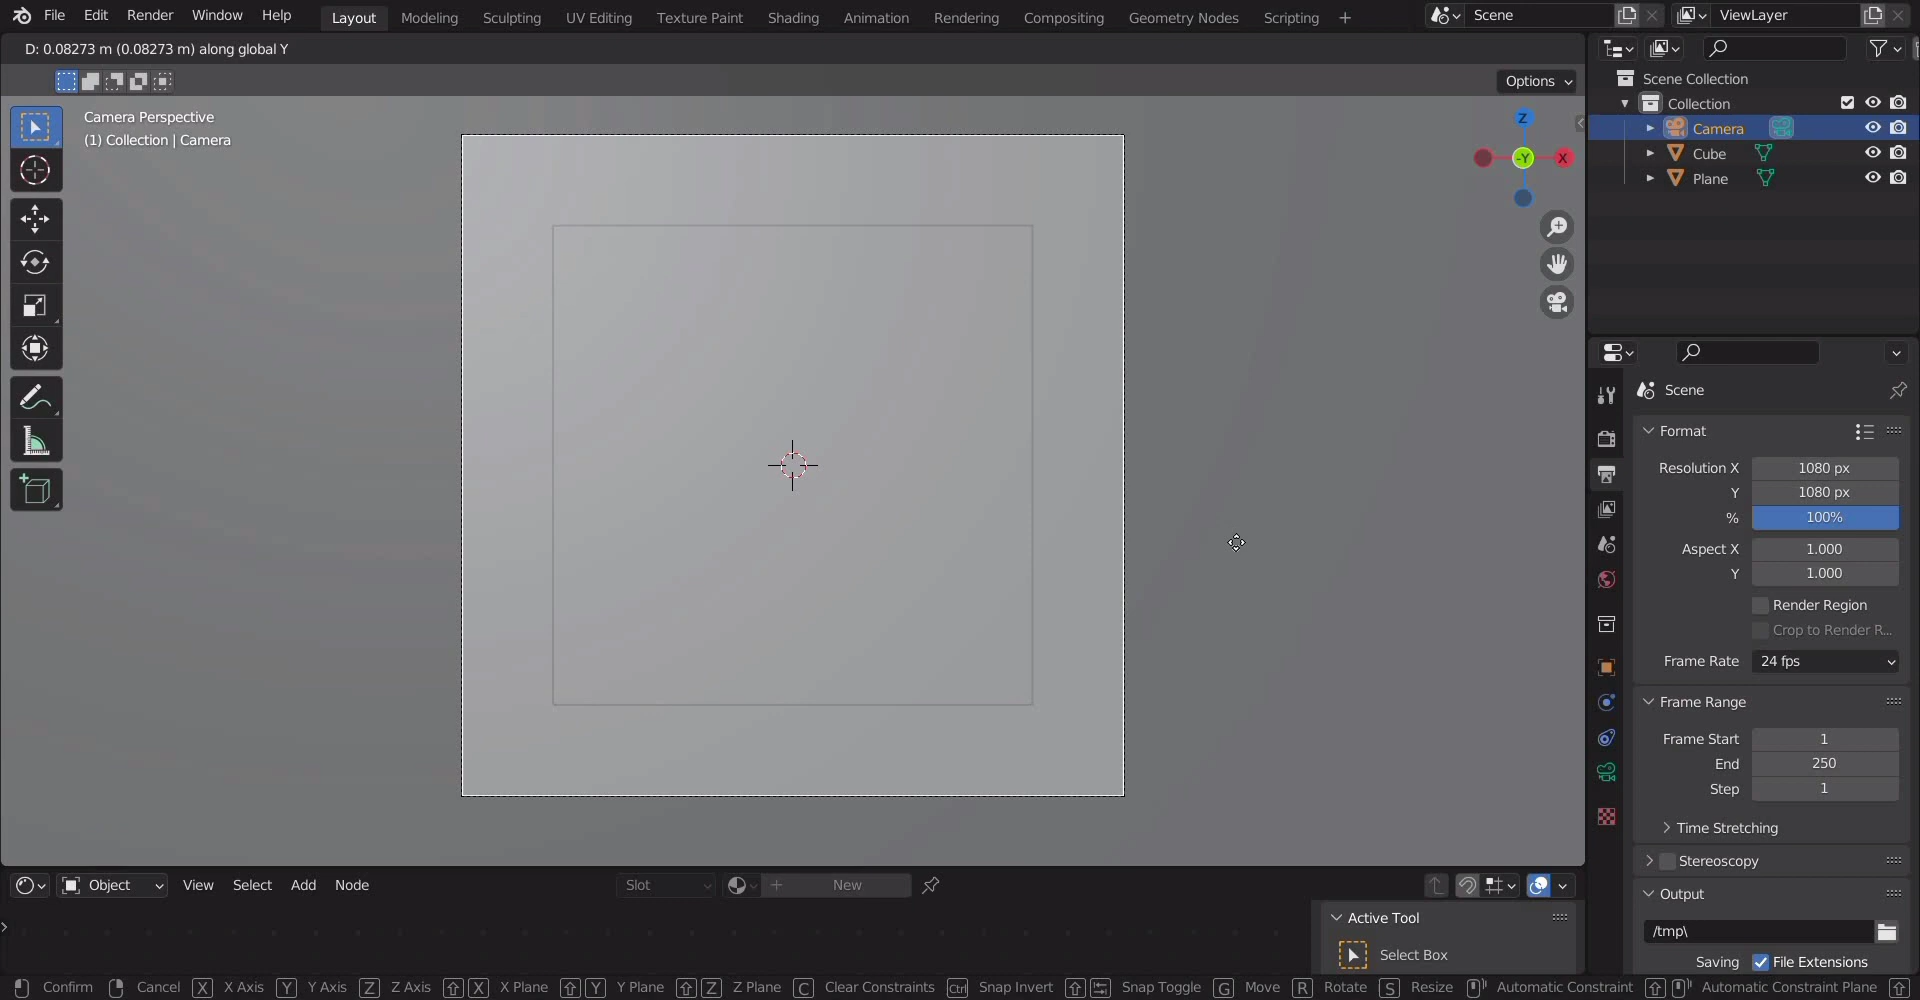 File Edit Render Window Help Layout Modeling Sculpting UV Editing Texture Paint Shading Animation Rendering Compositing Geometry Nodes Scripting + Scene ViewLayer
D: 0.08273 m (0.08273 m) along global Y
Options
Camera Perspective
(1) Collection | Camera
Z
-Y X
Scene Collection
Collection
Camera
Cube
Plane
Scene
Format
Resolution X 1080 px
Y 1080 px
% 100%
Aspect X 1.000
Y 1.000
Render Region
Crop to Render R...
Frame Rate 24 fps
Frame Range
Frame Start 1
End 250
Step 1
Time Stretching
Stereoscopy
Output
/tmp\
Saving File Extensions
Object View Select Add Node Slot + New
Active Tool
Select Box
Confirm Cancel X X Axis Y Y Axis Z Z Axis X X Plane Y Y Plane Z Z Plane C Clear Constraints Ctrl Snap Invert Snap Toggle G Move R Rotate S Resize Automatic Constraint Automatic Constraint Plane